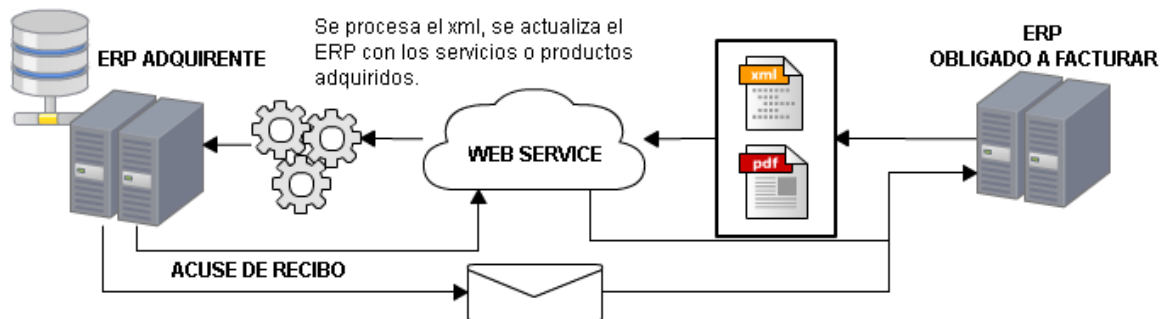 Se procesa el xml, se actualiza el
ERP con los servicios o productos
adquiridos.
ERP ADQUIRENTE
ERP
OBLIGADO A FACTURAR
xml
WEB SERVICE
pdf
ACUSE DE RECIBO